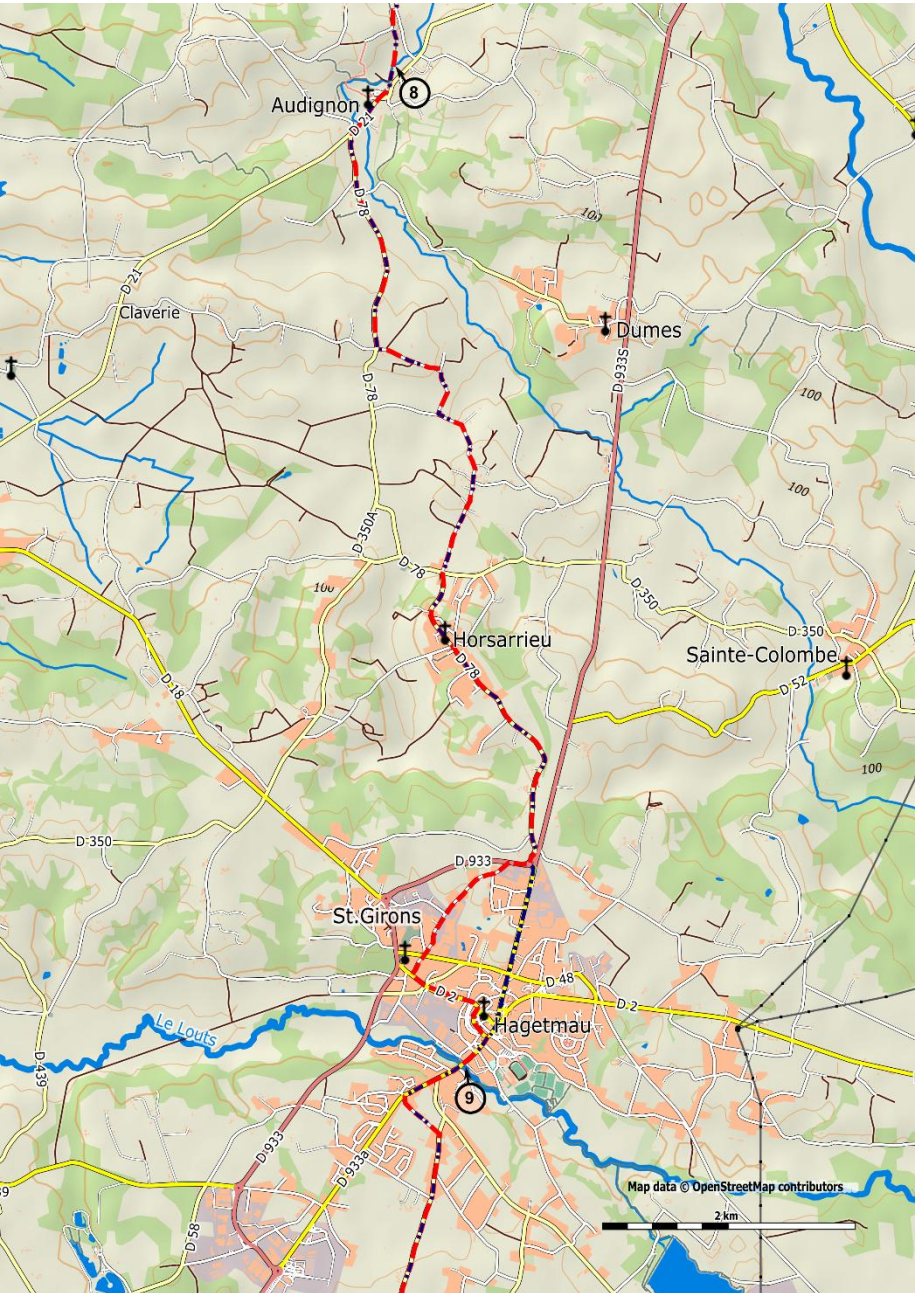 8
Audignon
D 21
D 78
100
D 21
Claverie
Dumes
D 933S
D 78
100
100
D 350A
D 78
100
D 350
D 350
Horsarrieu
Sainte-Colombe
D 78
D 18
D 52
100
D 350
D 933
St.Girons
D 48
D 2
D 2
Hagetmau
Le Louts
D 439
9
D 933
D 933a
Map data © OpenStreetMap contributors
39
2 km
D 58